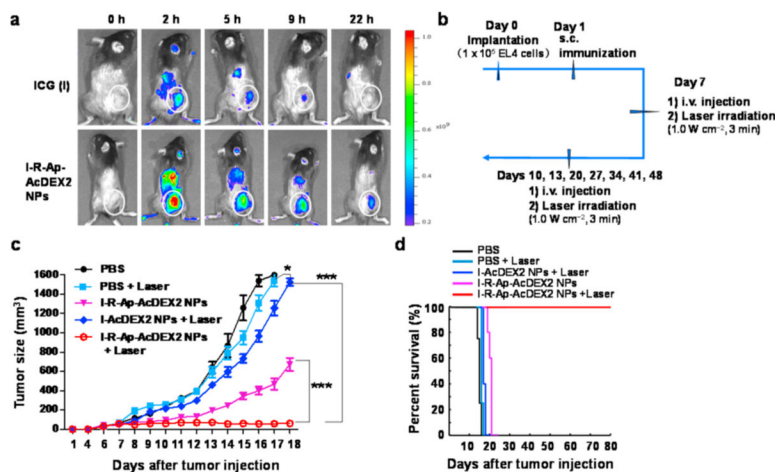 a
0 h 2 h 5 h 9 h 22 h
ICG (I)
I-R-Ap-
AcDEX2
NPs
1.0
0.8
0.6
0.4
0.2
x10⁹
b
Day 0
Implantation
(1 x 10⁵ EL4 cells)
Day 1
s.c.
immunization
Day 7
1) i.v. injection
2) Laser irradiation
(1.0 W cm⁻², 3 min)
Days 10, 13, 20, 27, 34, 41, 48
1) i.v. injection
2) Laser irradiation
(1.0 W cm⁻², 3 min)
c
PBS
PBS + Laser
I-R-Ap-AcDEX2 NPs
I-AcDEX2 NPs + Laser
I-R-Ap-AcDEX2 NPs
+ Laser
*
***
***
Tumor size (mm³)
1600
1400
1200
1000
800
600
400
200
0
1 4 6 7 8 9 10 11 12 13 14 15 16 17 18
Days after tumor injection
d
PBS
PBS + Laser
I-AcDEX2 NPs + Laser
I-R-Ap-AcDEX2 NPs
I-R-Ap-AcDEX2 NPs + Laser
Percent survival (%)
100
80
60
40
20
0
0 20 40 60 80
Days after tumor injection